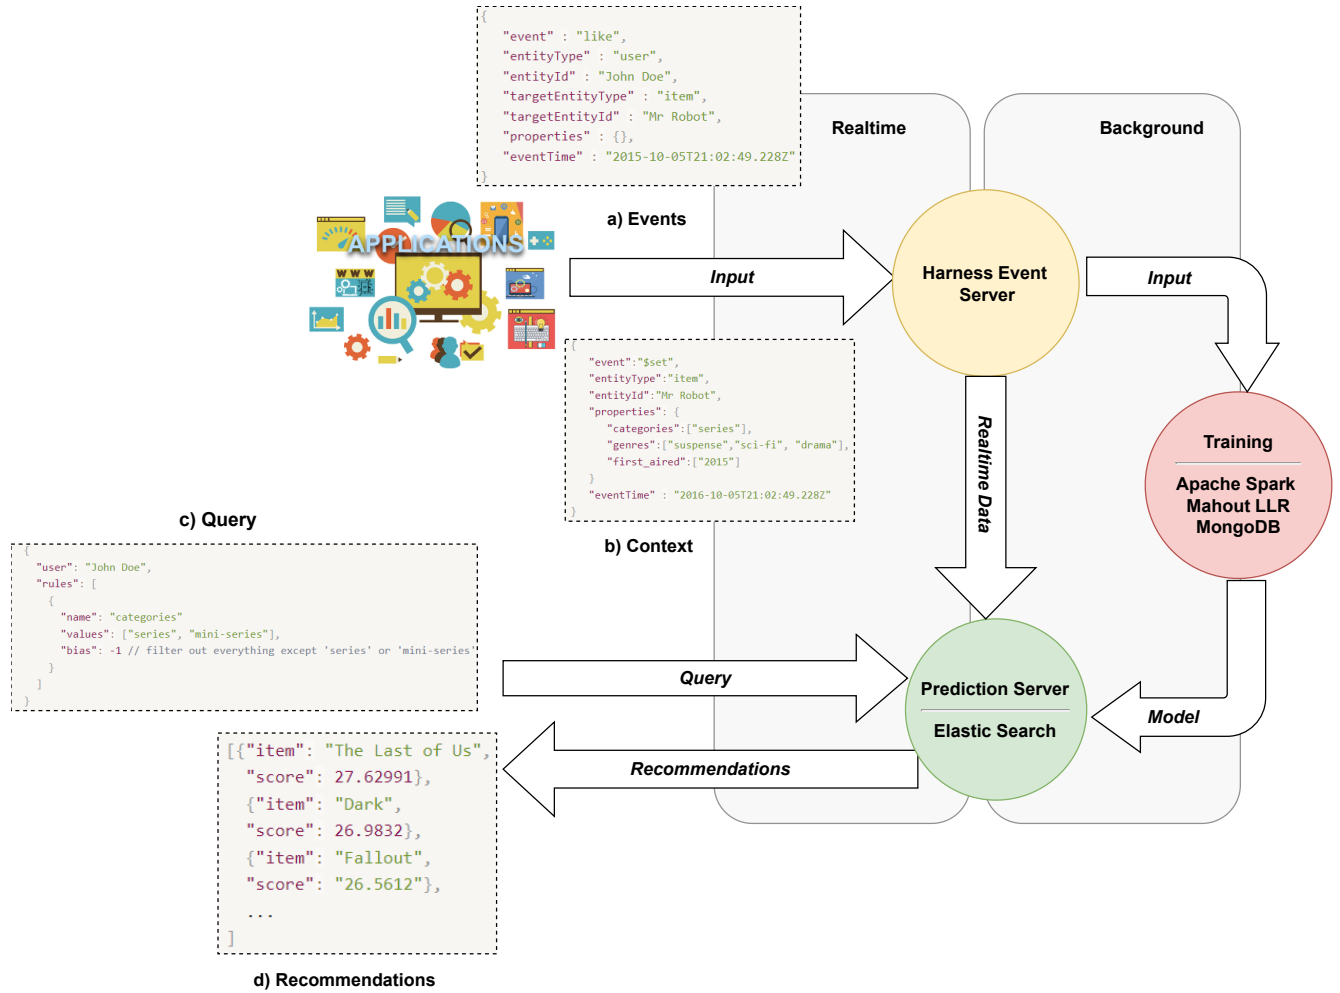 {
"event" : "like",
"entityType" : "user",
"entityId" : "John Doe",
"targetEntityType" : "item",
"targetEntityId" : "Mr Robot",
"properties" : {},
"eventTime" : "2015-10-05T21:02:49.228Z"
}
Realtime
Background
a) Events
APPLICATIONS
WWW
Input
Harness Event
Server
Input
{
"event":"$set",
"entityType":"item",
"entityId":"Mr Robot",
"properties": {
"categories":["series"],
"genres":["suspense","sci-fi", "drama"],
"first_aired":["2015"]
}
"eventTime" : "2016-10-05T21:02:49.228Z"
}
b) Context
Realtime Data
Training
Apache Spark
Mahout LLR
MongoDB
c) Query
{
"user": "John Doe",
"rules": [
{
"name": "categories"
"values": ["series", "mini-series"],
"bias": -1 // filter out everything except 'series' or 'mini-series'
}
]
}
Query
Prediction Server
Elastic Search
Model
Recommendations
[{"item": "The Last of Us",
"score": 27.62991},
{"item": "Dark",
"score": 26.9832},
{"item": "Fallout",
"score": "26.5612"},
...
]
d) Recommendations